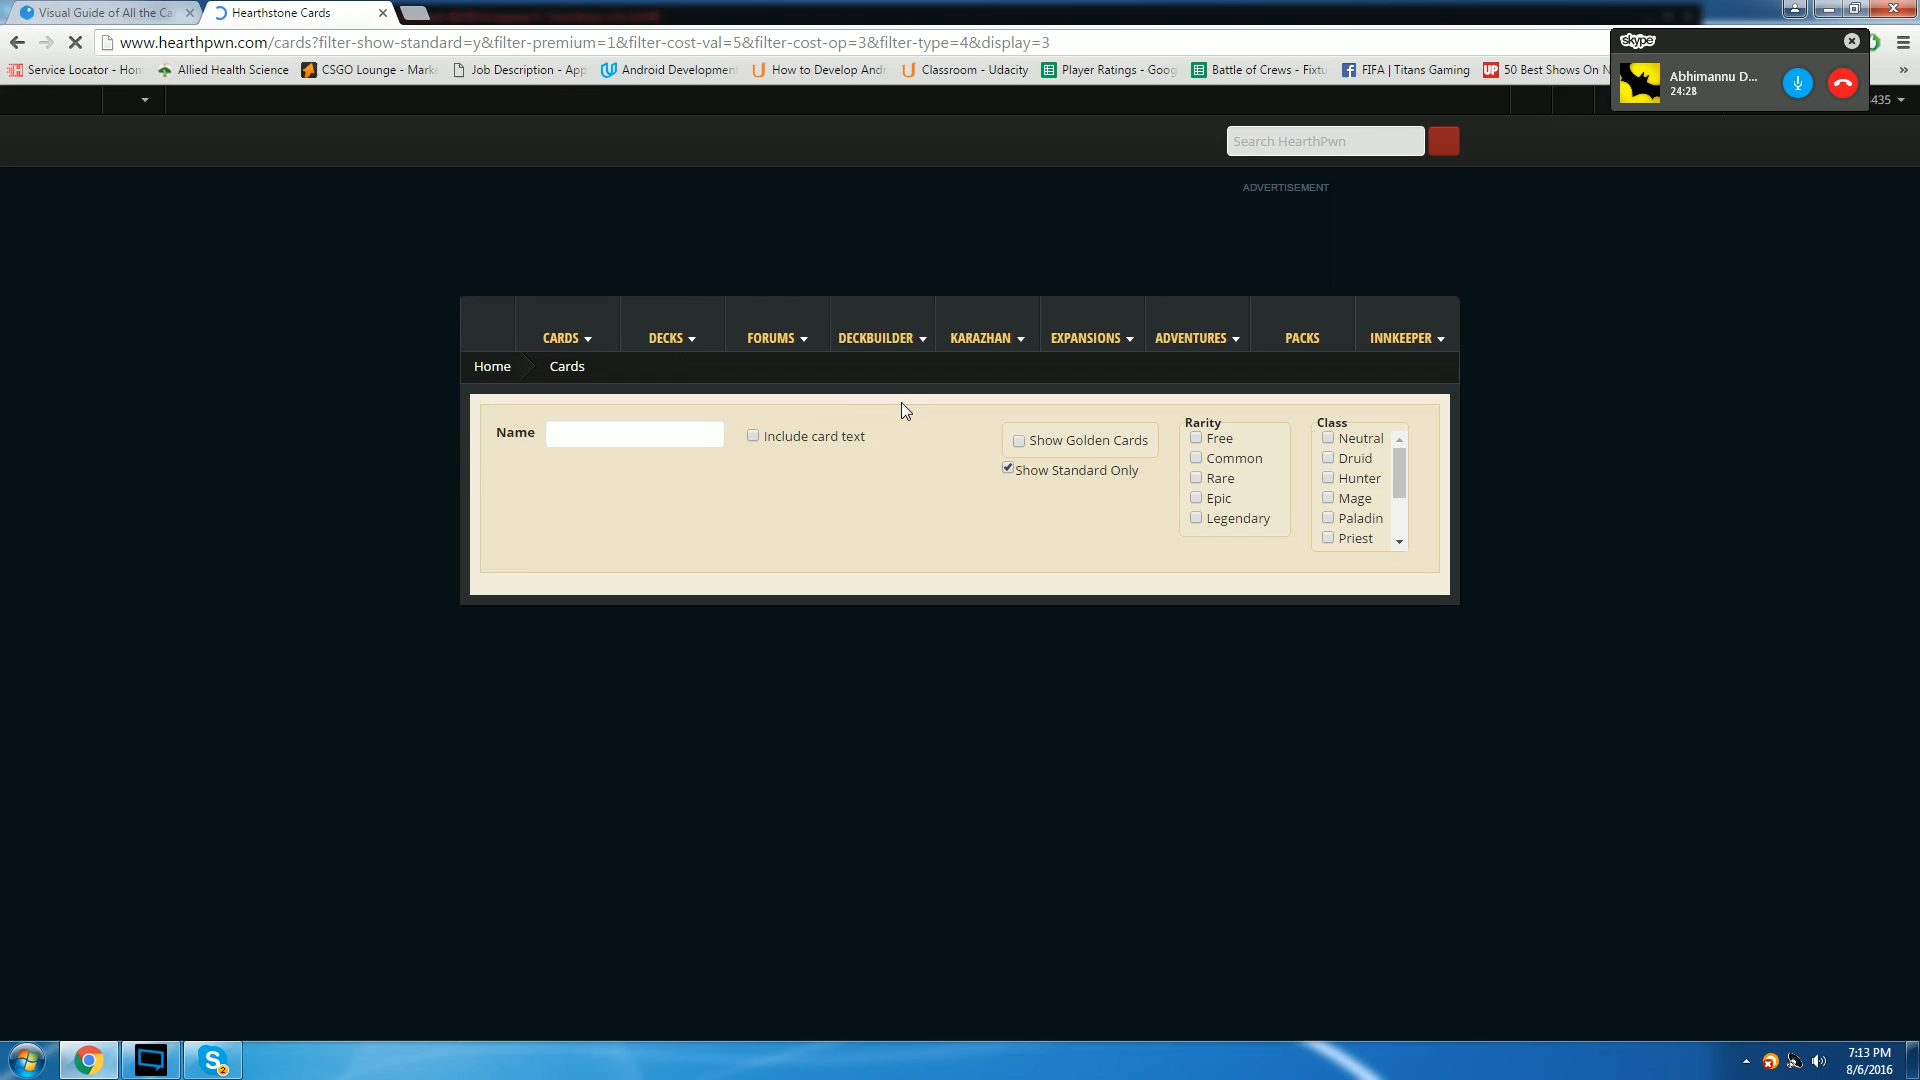 Visual Guide of All the Ca
Hearthstone Cards
www.hearthpwn.com/cards?filter-show-standard=y&filter-premium=1&filter-cost-val=5&filter-cost-op=3&filter-type=4&display=3
Service Locator - Hom
Allied Health Science
CSGO Lounge - Marke
Job Description - App
Android Development
How to Develop Andr
Classroom - Udacity
Player Ratings - Goog
Battle of Crews - Fixtu
FIFA | Titans Gaming
UP 50 Best Shows On N
»
skype
Abhimannu D...
24:28
435
Search HearthPwn
ADVERTISEMENT
CARDS DECKS FORUMS DECKBUILDER KARAZHAN EXPANSIONS ADVENTURES PACKS INNKEEPER
Home Cards
Name
Include card text
Show Golden Cards
Show Standard Only
Rarity
Free
Common
Rare
Epic
Legendary
Class
Neutral
Druid
Hunter
Mage
Paladin
Priest
2
7:13 PM
8/6/2016